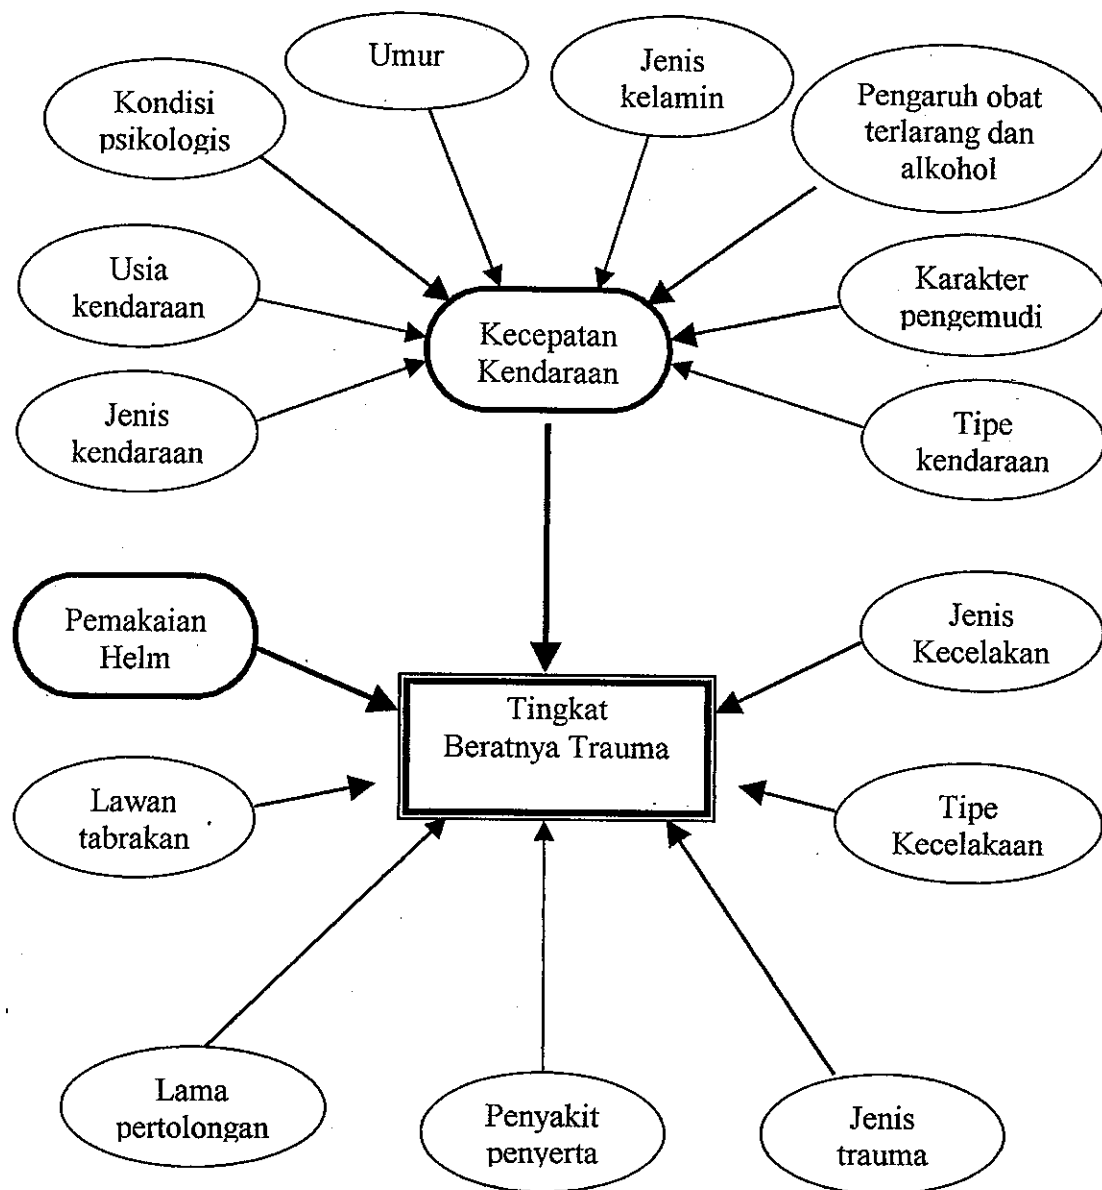 Umur
Jenis
kelamin
Kondisi
psikologis
Pengaruh obat
terlarang dan
alkohol
Usia
kendaraan
Karakter
pengemudi
Kecepatan
Kendaraan
Jenis
kendaraan
Tipe
kendaraan
Pemakaian
Helm
Jenis
Kecelakan
Tingkat
Beratnya Trauma
Lawan
tabrakan
Tipe
Kecelakaan
Lama
pertolongan
Penyakit
penyerta
Jenis
trauma